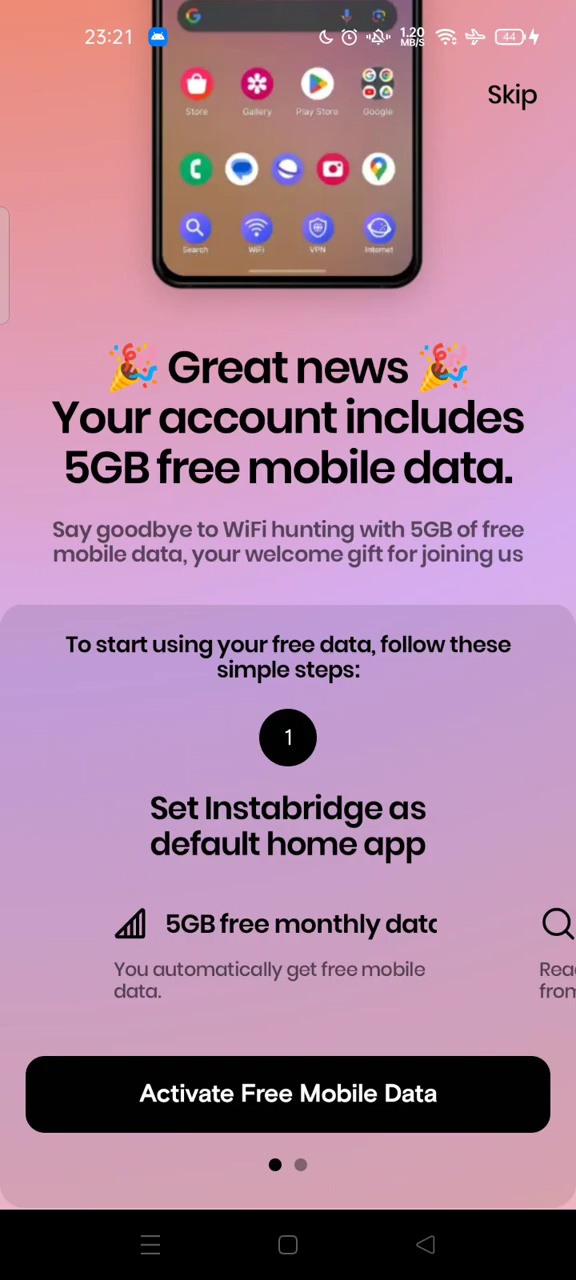 23:21
1.20
MB/S
44
Skip
Store
Gallery
Play Store
Google
Search
WiFi
VPN
Internet
🎉 Great news 🎉
Your account includes
5GB free mobile data.
Say goodbye to WiFi hunting with 5GB of free
mobile data, your welcome gift for joining us
To start using your free data, follow these
simple steps:
1
Set Instabridge as
default home app
5GB free monthly data
You automatically get free mobile
data.
Rea
from
Activate Free Mobile Data